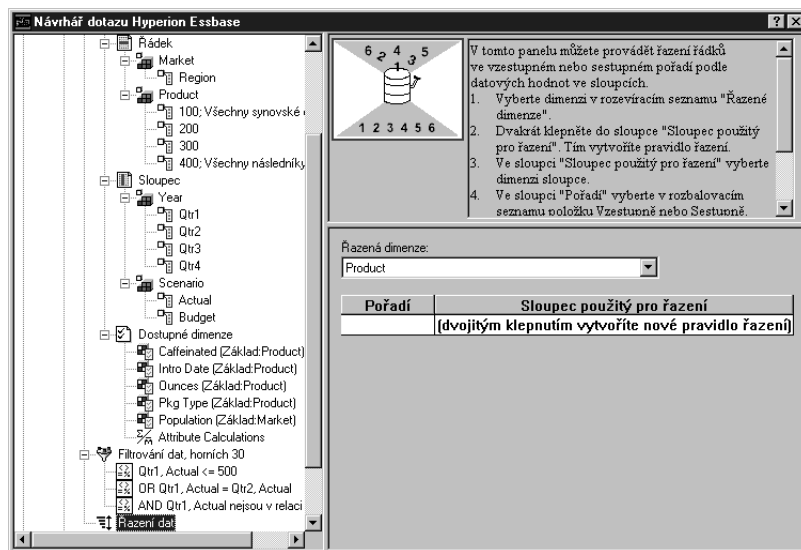 Návrhář dotazu Hyperion Essbase
Řádek
Market
Region
Product
100; Všechny synovské
200
300
400; Všechny následníky
Sloupec
Year
Qtr1
Qtr2
Qtr3
Qtr4
Scenario
Actual
Budget
Dostupné dimenze
Caffeinated (Základ:Product)
Intro Date (Základ:Product)
Ounces (Základ:Product)
Pkg Type (Základ:Product)
Population (Základ:Market)
Attribute Calculations
Filtrování dat, horních 30
Qtr1, Actual <= 500
OR Qtr1, Actual = Qtr2, Actual
AND Qtr1, Actual nejsou v relaci
Řazení dat
6 2 4 3 5
1
1 2 3 4 5 6
V tomto panelu můžete provádět řazení řádků
ve vzestupném nebo sestupném pořadí podle
datových hodnot ve sloupcích.
1. Vyberte dimenzi v rozevíracím seznamu "Řazené
dimenze".
2. Dvakrát klepněte do sloupce "Sloupec použitý
pro řazení". Tím vytvoříte pravidlo řazení.
3. Ve sloupci "Sloupec použitý pro řazení" vyberte
dimenzi sloupce.
4. Ve sloupci "Pořadí" vyberte v rozbalovacím
seznamu položku Vzestupně nebo Sestupně.
Řazená dimenze:
Product
Pořadí Sloupec použitý pro řazení
(dvojitým klepnutím vytvoříte nové pravidlo řazení)